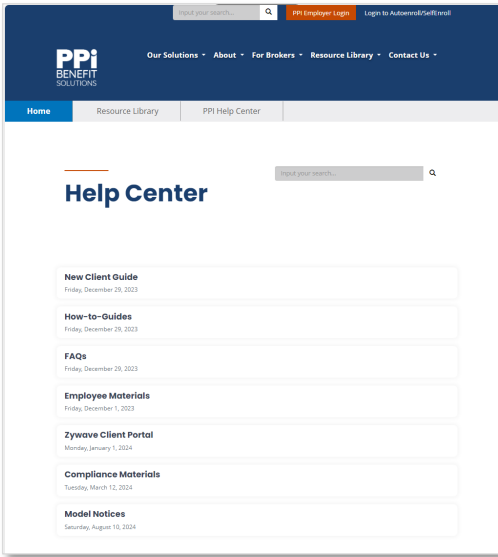 Input your search...
PPI Employer Login
Login to Autoenroll/SelfEnroll
PPi
BENEFIT
SOLUTIONS
Our Solutions
About
For Brokers
Resource Library
Contact Us
Home
Resource Library
PPI Help Center
Input your search...
Help Center
New Client Guide
Friday, December 29, 2023
How-to-Guides
Friday, December 29, 2023
FAQs
Friday, December 29, 2023
Employee Materials
Friday, December 1, 2023
Zywave Client Portal
Monday, January 1, 2024
Compliance Materials
Tuesday, March 12, 2024
Model Notices
Saturday, August 10, 2024